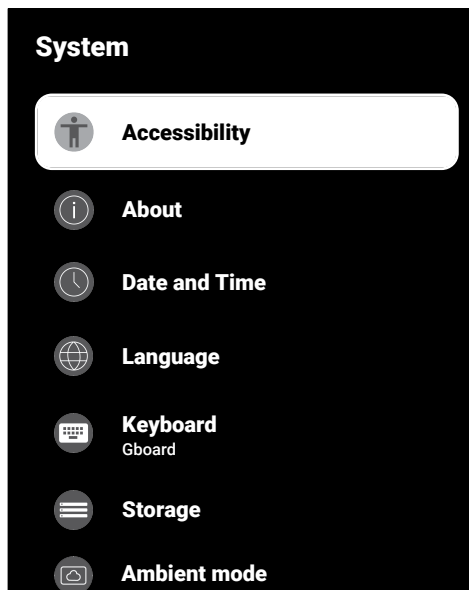 System
Accessibility
About
Date and Time
Language
Keyboard
Gboard
Storage
Ambient mode